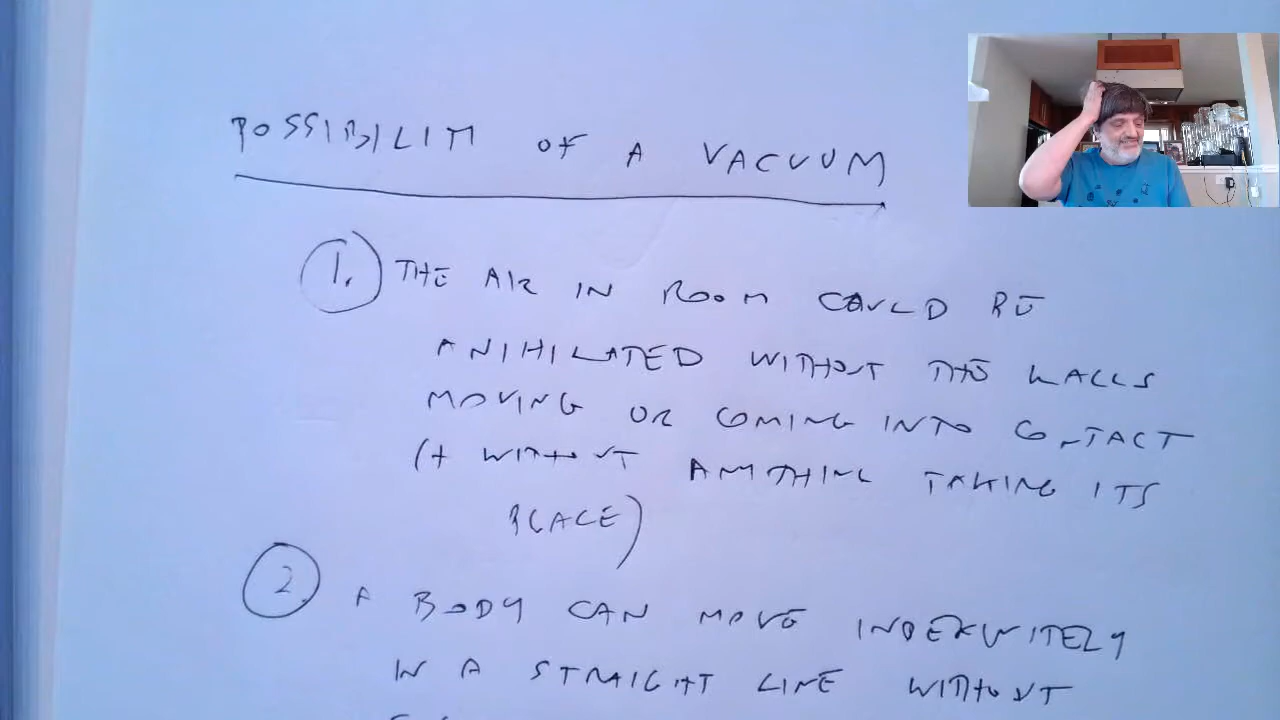 POSSIBILITY OF A VACUUM
1. THE AIR IN ROOM COULD BE
ANIHILATED WITHOUT THE WALLS
MOVING OR COMING INTO CONTACT
(+ WITHOUT ANYTHING TAKING ITS
PLACE)
2. A BODY CAN MOVE INDEFINITELY
IN A STRAIGHT LINE WITHOUT